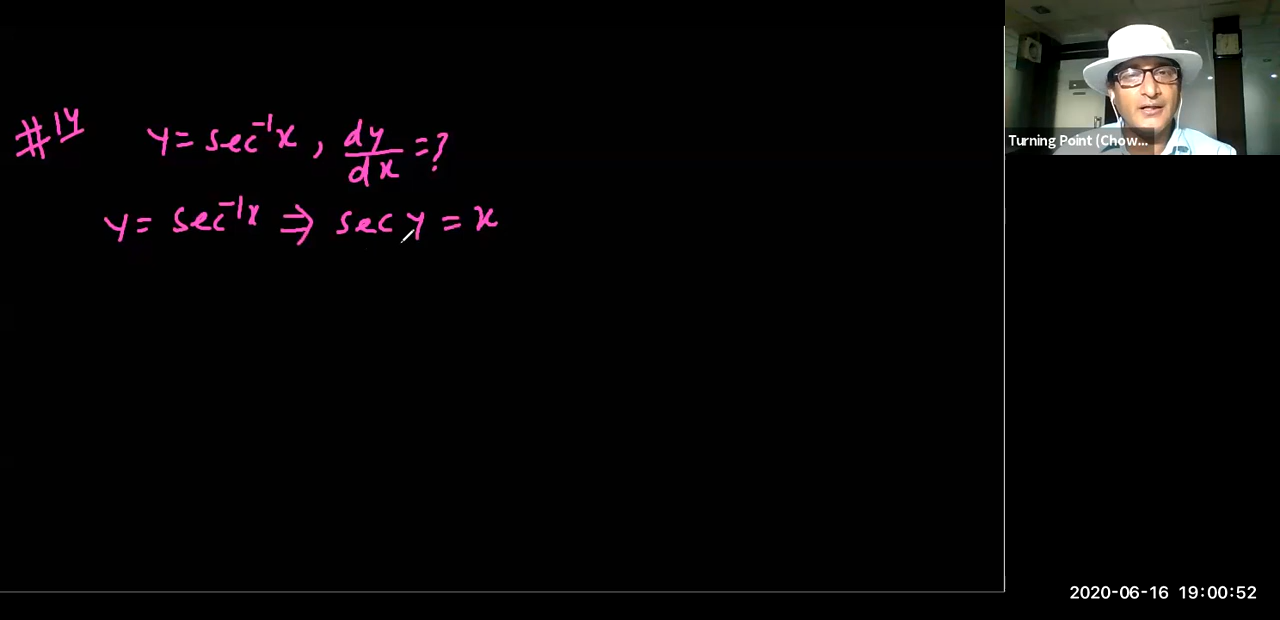 #14 y = sec⁻¹x , dy/dx = ?
y = sec⁻¹x ⇒ sec y = x
Turning Point (Chow...
2020-06-16 19:00:52